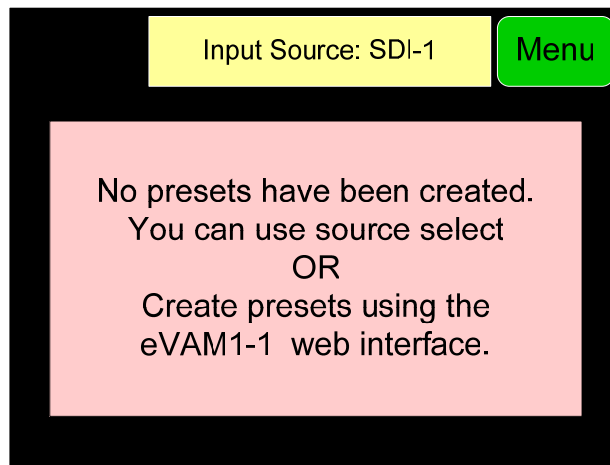 Input Source: SDI-1
Menu
No presets have been created.
You can use source select
OR
Create presets using the
eVAM1-1 web interface.